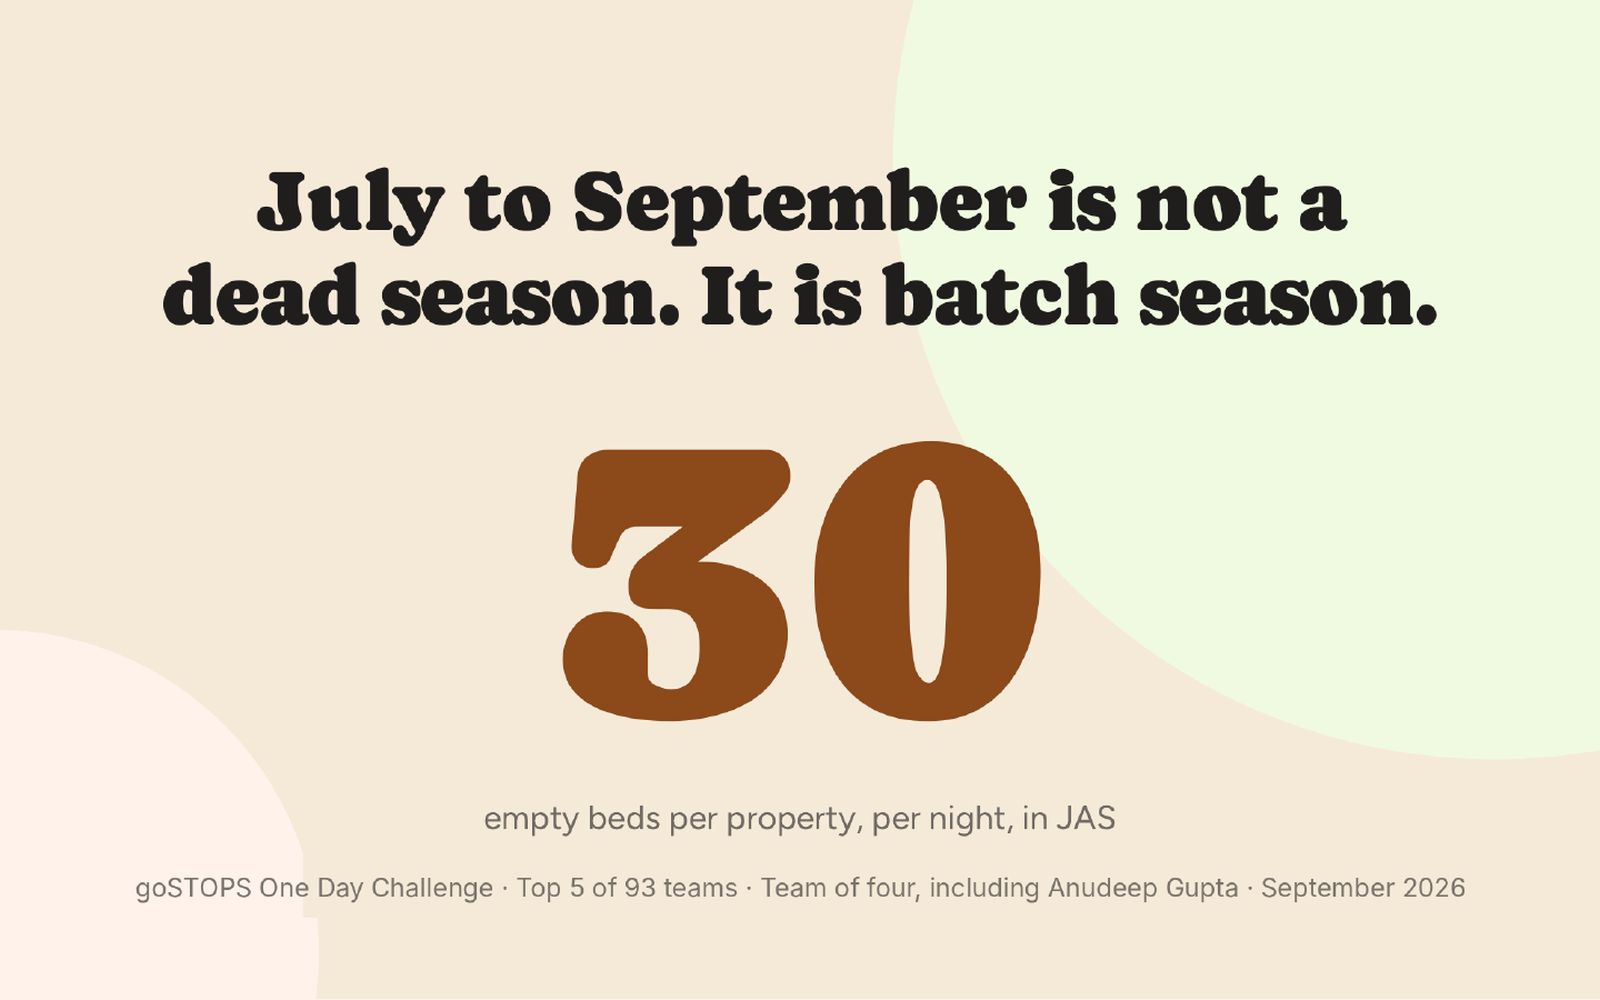 July to September is not a
dead season. It is batch season.
30
empty beds per property, per night, in JAS
goSTOPS One Day Challenge · Top 5 of 93 teams · Team of four, including Anudeep Gupta · September 2026